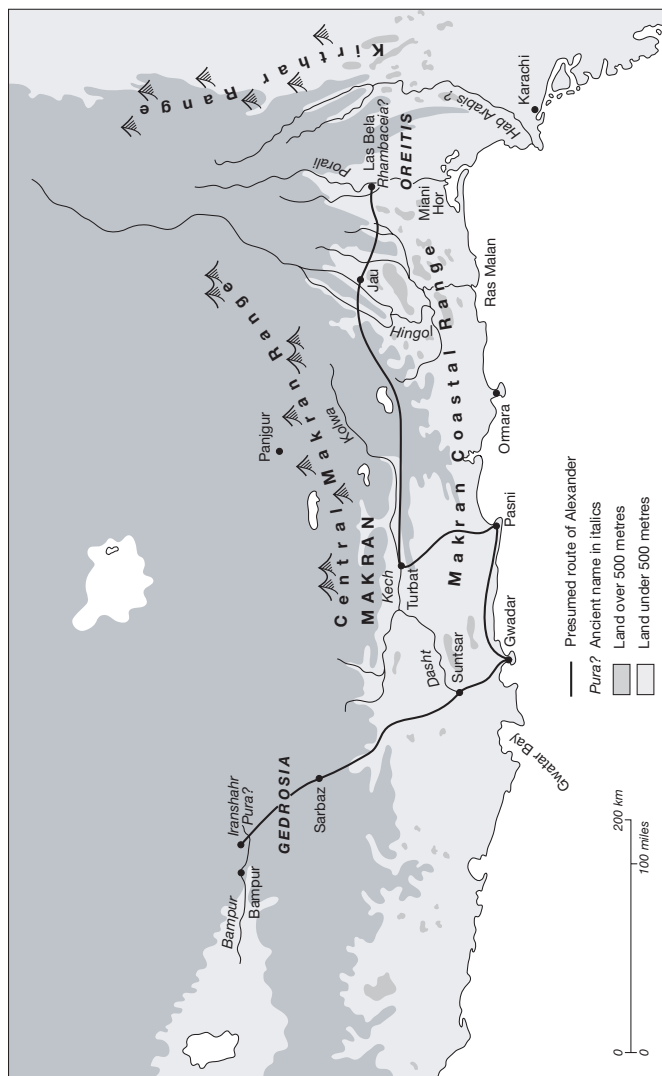 Kirthar Range
Karachi
Hab Arabis ?
Las Bela
Rhambaceia?
OREITIS
Porali
Miani
Hor
Ras Malan
Jau
Hingol
Ormara
Central Makran Range
Panjgur
Kolwa
Makran Coastal Range
MAKRAN
Kech
Turbat
Pasni
Gwadar
Dasht
Suntsar
Gwatar Bay
GEDROSIA
Sarbaz
Iranshahr
Pura?
Bampur
Bampur
Presumed route of Alexander
Pura? Ancient name in italics
Land over 500 metres
Land under 500 metres
0 200 km
0 100 miles